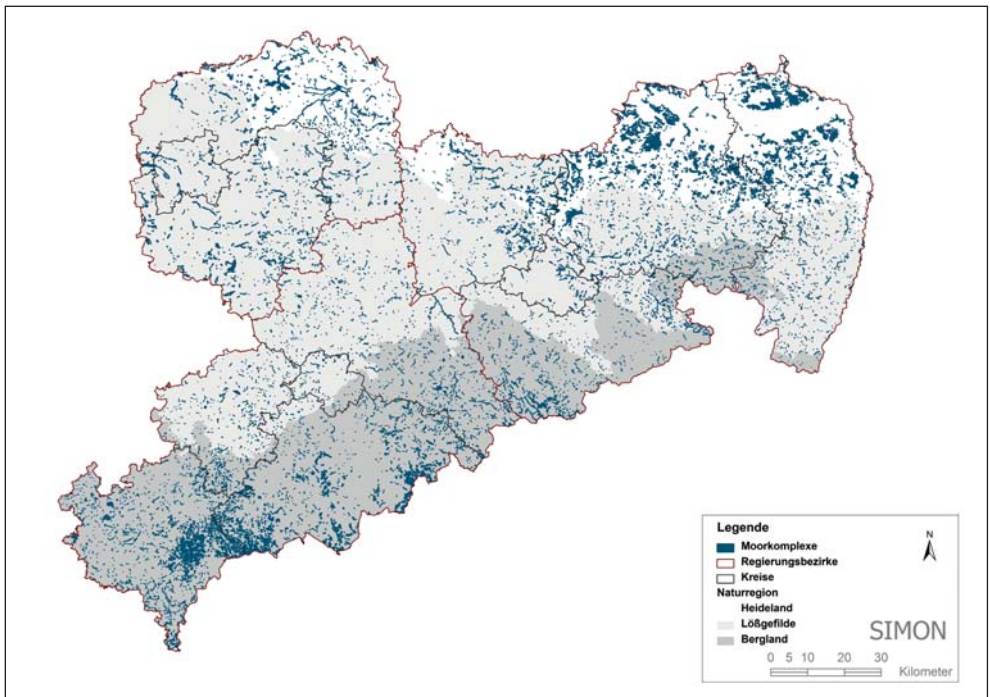 Legende
Moorkomplexe
Regierungsbezirke
Kreise
Naturregion
Heideland
Lößgefilde
Bergland
N
SIMON
0 5 10 20 30
Kilometer